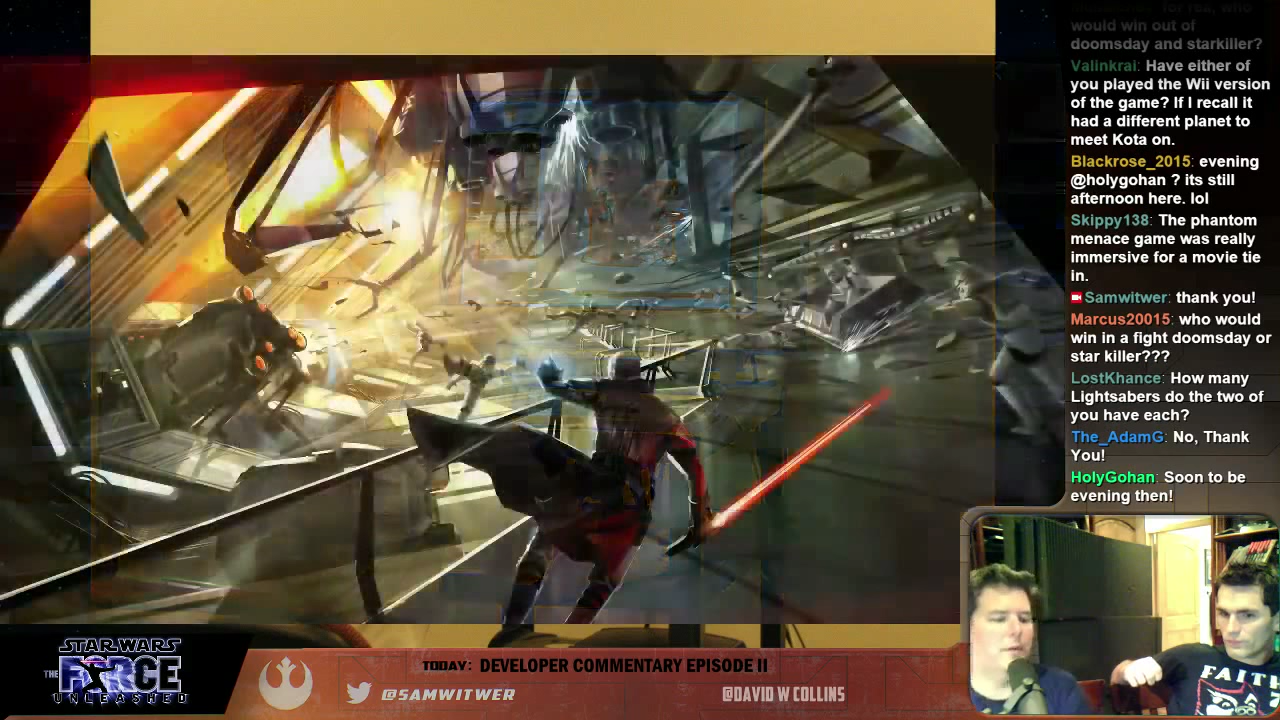 would win out of
doomsday and starkiller?
Valinkrai: Have either of
you played the Wii version
of the game? If I recall it
had a different planet to
meet Kota on.
Blackrose_2015: evening
@holygohan ? its still
afternoon here. lol
Skippy138: The phantom
menace game was really
immersive for a movie tie
in.
Samwitwer: thank you!
Marcus20015: who would
win in a fight doomsday or
star killer???
LostKhance: How many
Lightsabers do the two of
you have each?
The_AdamG: No, Thank
You!
HolyGohan: Soon to be
evening then!
FAITH
STAR WARS
THE FORCE
UNLEASHED
TODAY: DEVELOPER COMMENTARY EPISODE II
@SAMWITWER
@DAVID W COLLINS